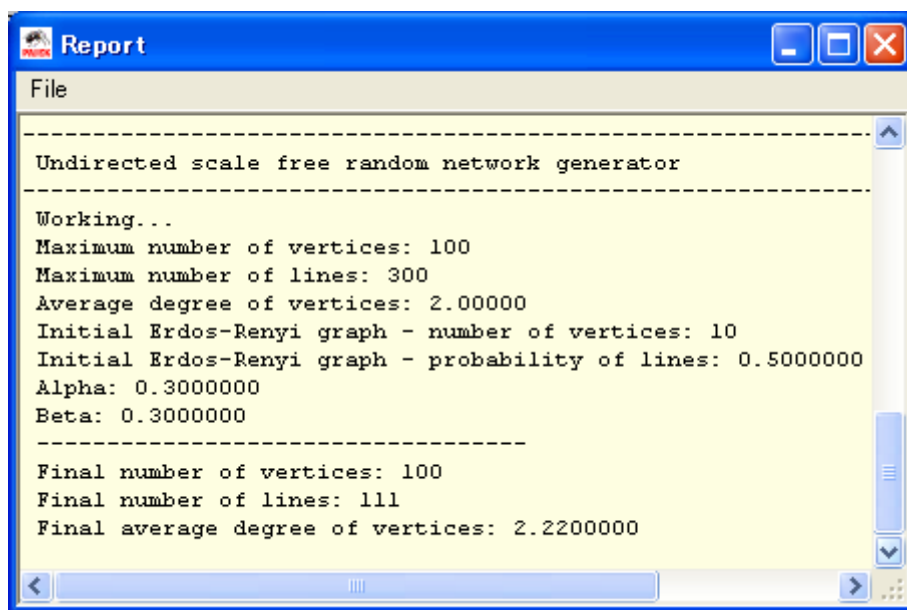 Report
File
-------------------------------------------------------------
Undirected scale free random network generator
-------------------------------------------------------------
Working...
Maximum number of vertices: 100
Maximum number of lines: 300
Average degree of vertices: 2.00000
Initial Erdos-Renyi graph - number of vertices: 10
Initial Erdos-Renyi graph - probability of lines: 0.5000000
Alpha: 0.3000000
Beta: 0.3000000
-----------------------------------
Final number of vertices: 100
Final number of lines: 111
Final average degree of vertices: 2.2200000